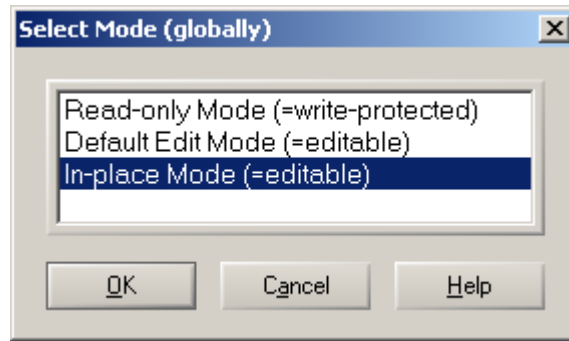 Select Mode (globally)
Read-only Mode (=write-protected)
Default Edit Mode (=editable)
In-place Mode (=editable)
OK Cancel Help